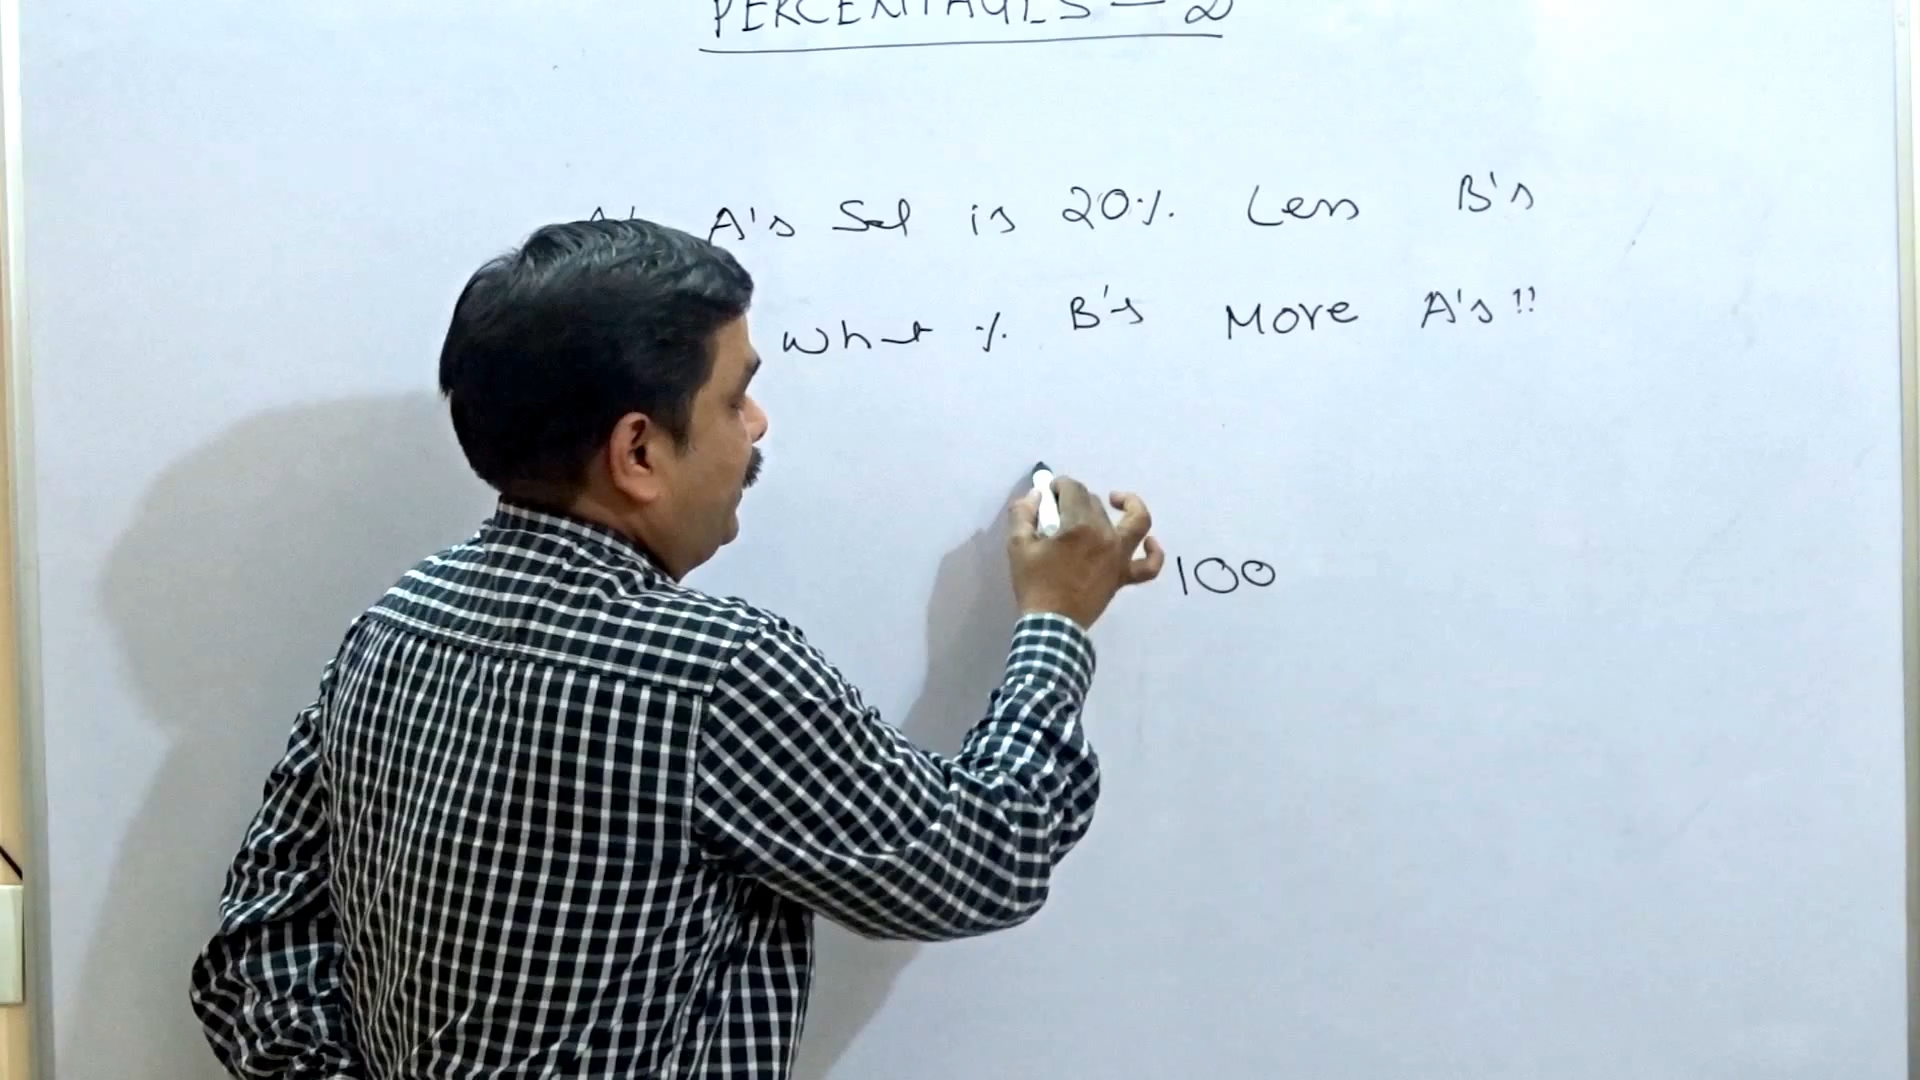 PERCENTAGES - 2
A's Sal is 20% Less B's
What % B's More A's!!
100